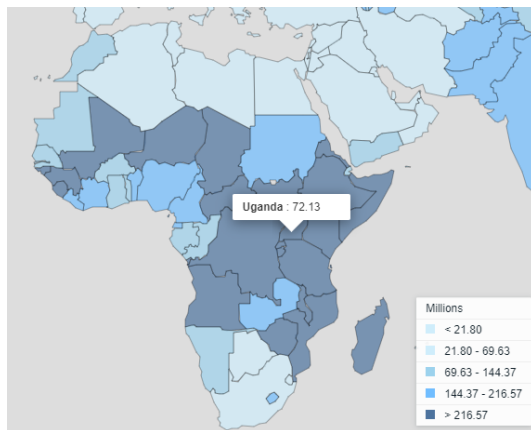 Uganda : 72.13
Millions
< 21.80
21.80 - 69.63
69.63 - 144.37
144.37 - 216.57
> 216.57